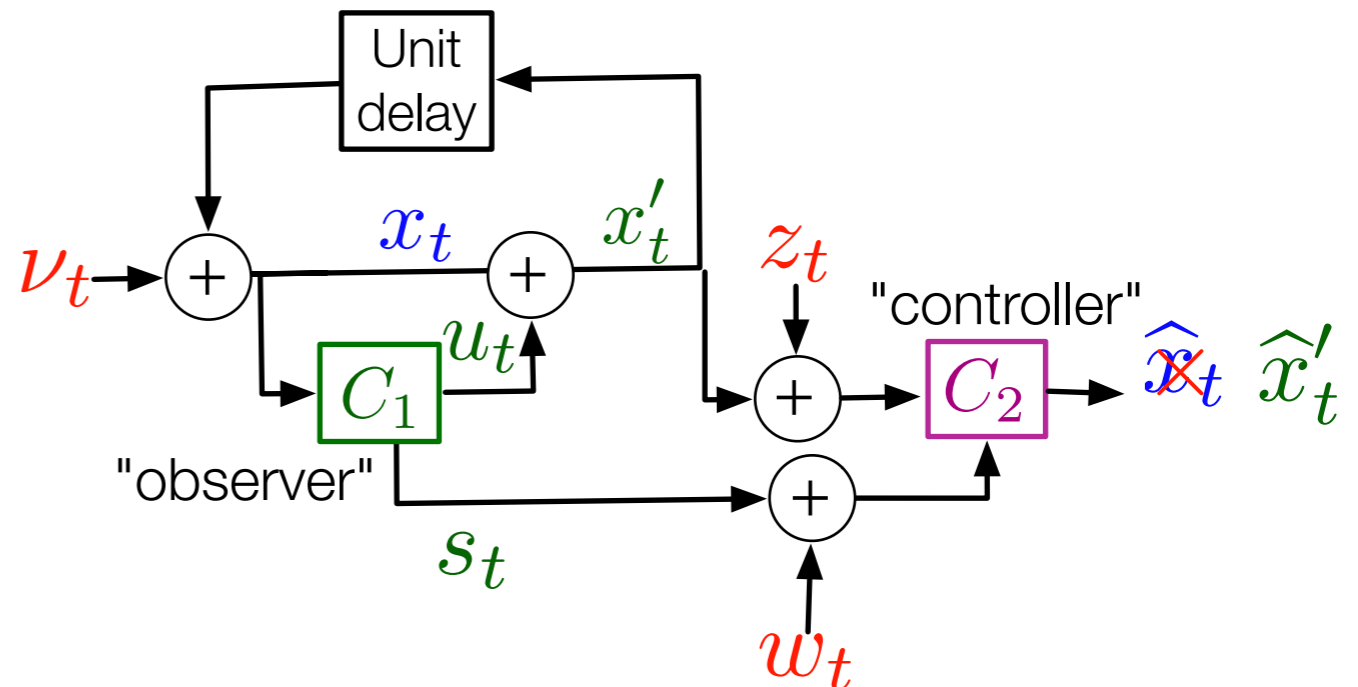 Unit
delay
+
ν_t
x_t
+
x'_t
u_t
C_1
"observer"
s_t
z_t
+
"controller"
C_2
x̂_t x̂'_t
+
w_t